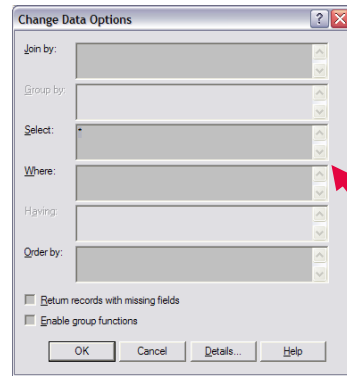 Change Data Options
Join by:
Group by:
Select:
Where:
Having:
Order by:
Return records with missing fields
Enable group functions
OK Cancel Details... Help